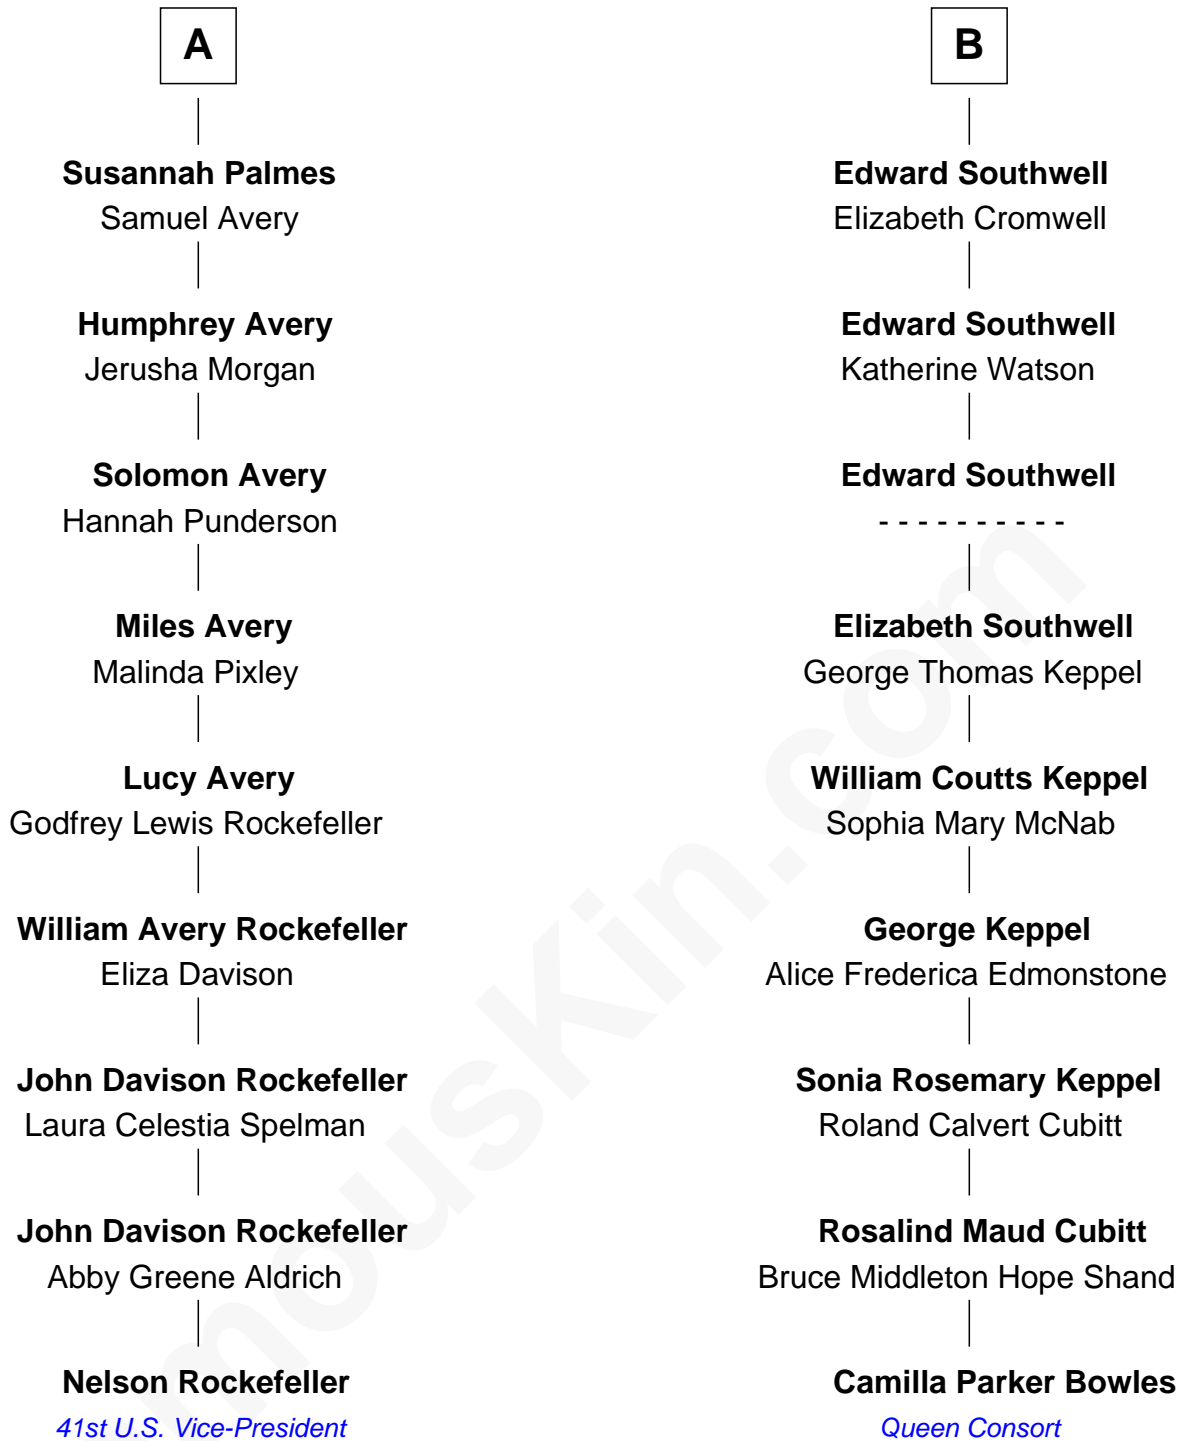 A
Susannah Palmes
Samuel Avery
Humphrey Avery
Jerusha Morgan
Solomon Avery
Hannah Punderson
Miles Avery
Malinda Pixley
Lucy Avery
Godfrey Lewis Rockefeller
William Avery Rockefeller
Eliza Davison
John Davison Rockefeller
Laura Celestia Spelman
John Davison Rockefeller
Abby Greene Aldrich
Nelson Rockefeller
41st U.S. Vice-President
B
Edward Southwell
Elizabeth Cromwell
Edward Southwell
Katherine Watson
Edward Southwell
- - - - - - - - - -
Elizabeth Southwell
George Thomas Keppel
William Coutts Keppel
Sophia Mary McNab
George Keppel
Alice Frederica Edmonstone
Sonia Rosemary Keppel
Roland Calvert Cubitt
Rosalind Maud Cubitt
Bruce Middleton Hope Shand
Camilla Parker Bowles
Queen Consort
mouskin.com